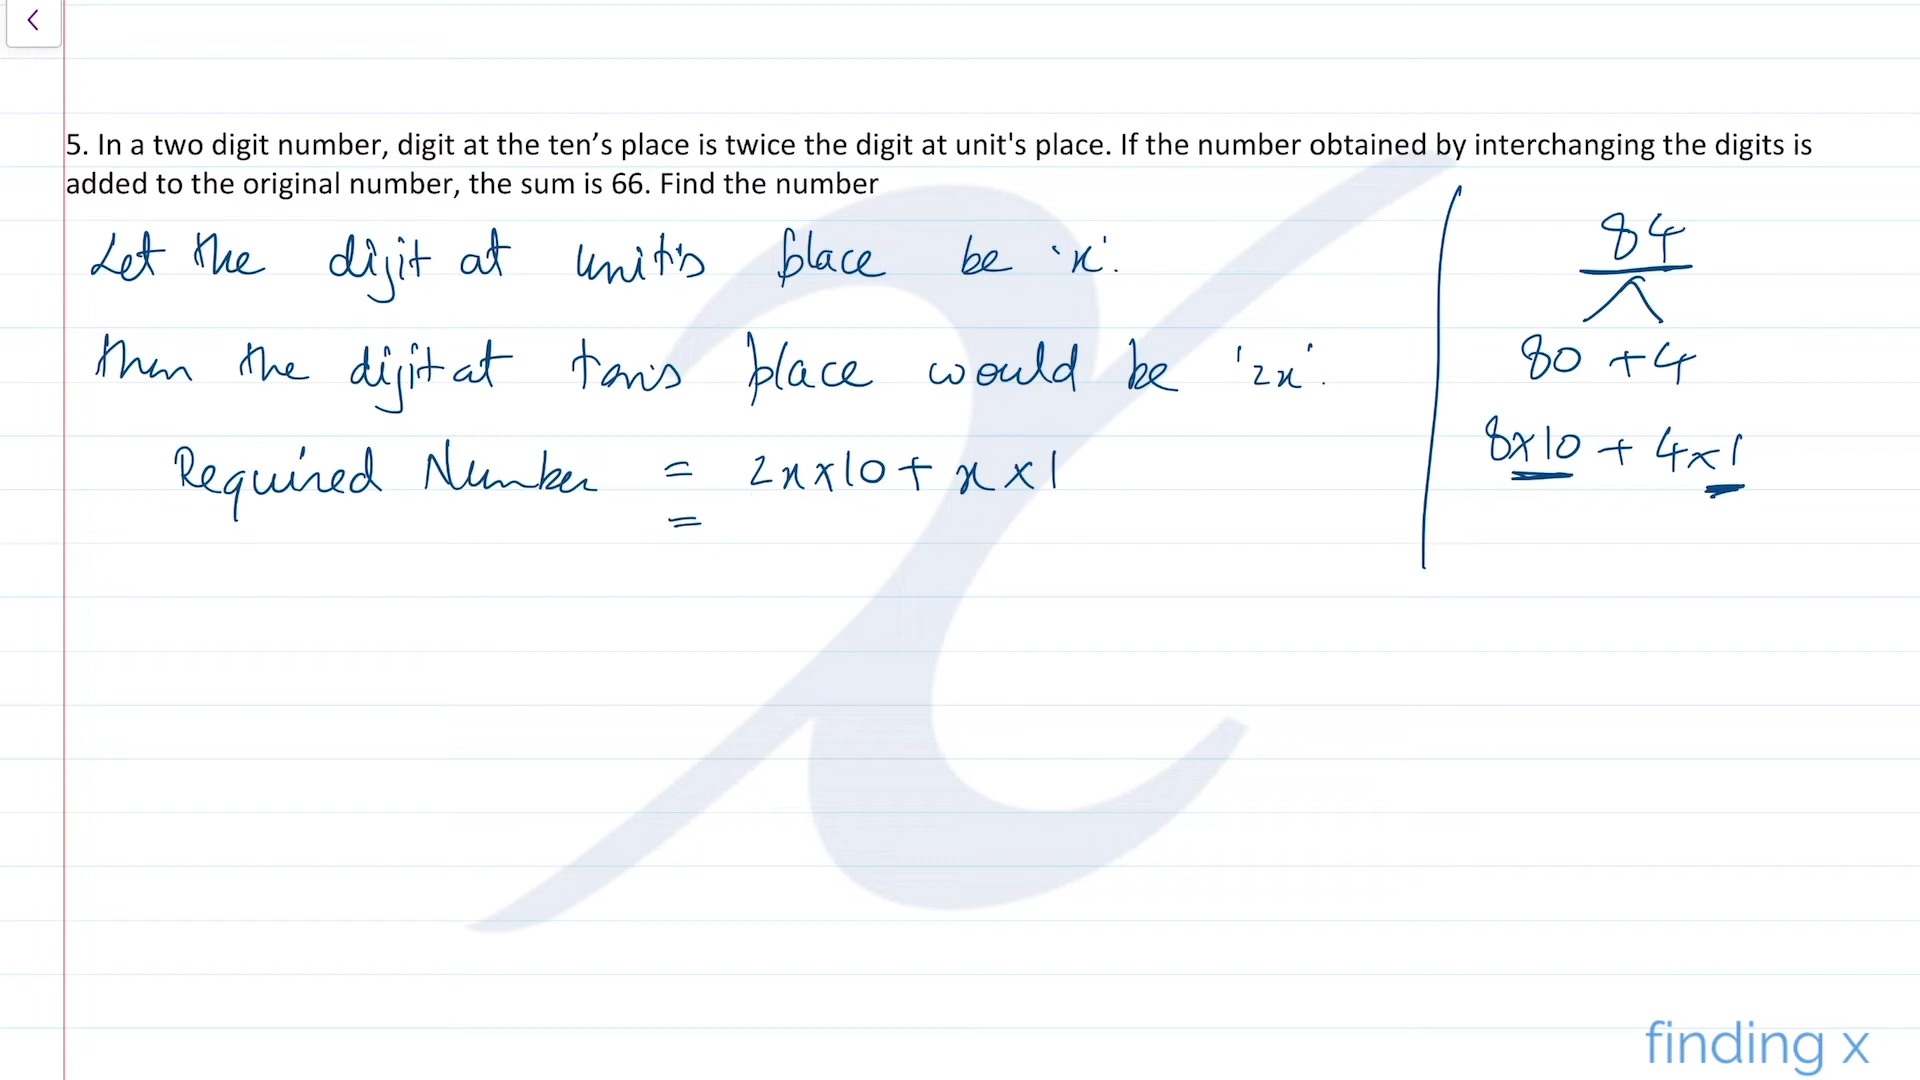 5. In a two digit number, digit at the ten’s place is twice the digit at unit's place. If the number obtained by interchanging the digits is
added to the original number, the sum is 66. Find the number
Let the digit at unit's place be 'x'.
then the digit at ten's place would be '2x'.
Required Number = 2x×10 + x×1
=
84
80 + 4
8×10 + 4×1
finding x